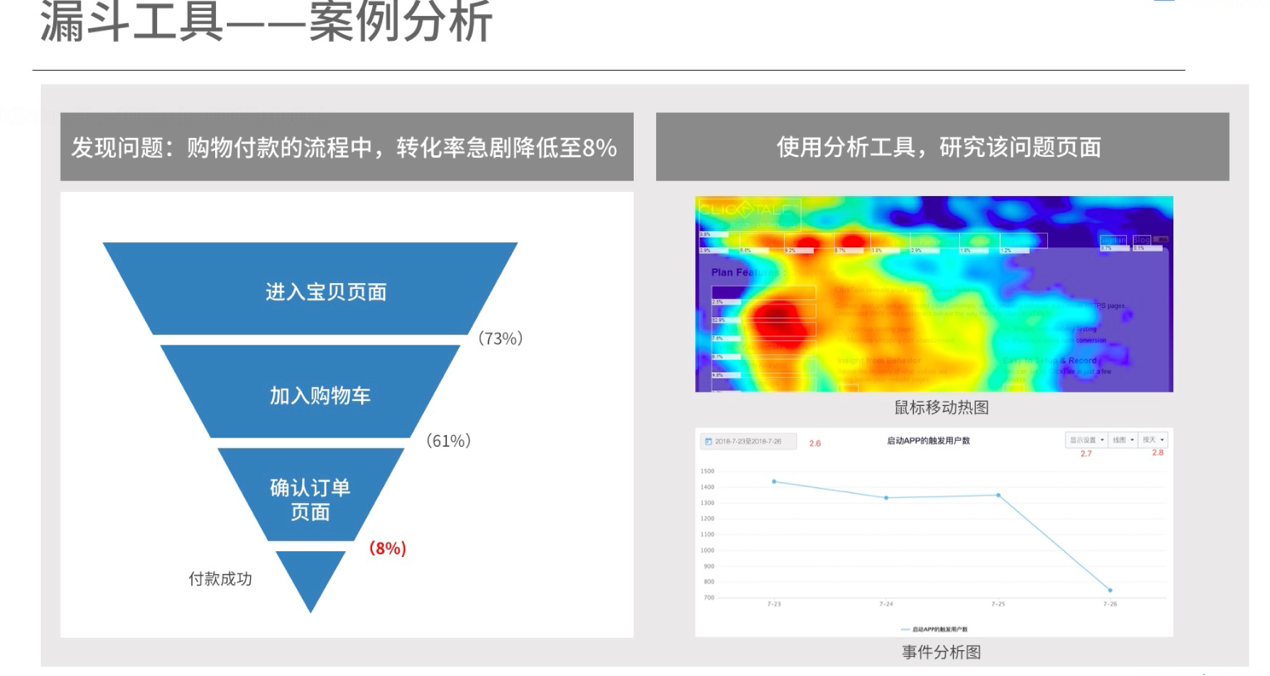 漏斗工具——案例分析
发现问题：购物付款的流程中，转化率急剧降低至8%
使用分析工具，研究该问题页面
进入宝贝页面
（73%）
加入购物车
（61%）
确认订单
页面
（8%）
付款成功
CLICKTALE
Plan Features
鼠标移动热图
2018-7-23至2018-7-26
2.6
启动APP的触发用户数
显示设置
线图
按天
2.7
2.8
1500
1400
1300
1200
1100
1000
900
800
700
7-23
7-24
7-25
7-26
启动APP的触发用户数
事件分析图